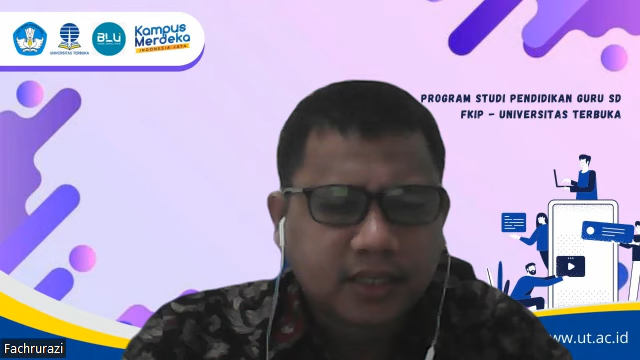 UNIVERSITAS TERBUKA
BLU
Kampus
Merdeka
INDONESIA JAYA
PROGRAM STUDI PENDIDIKAN GURU SD
FKIP - UNIVERSITAS TERBUKA
www.ut.ac.id
Fachrurazi